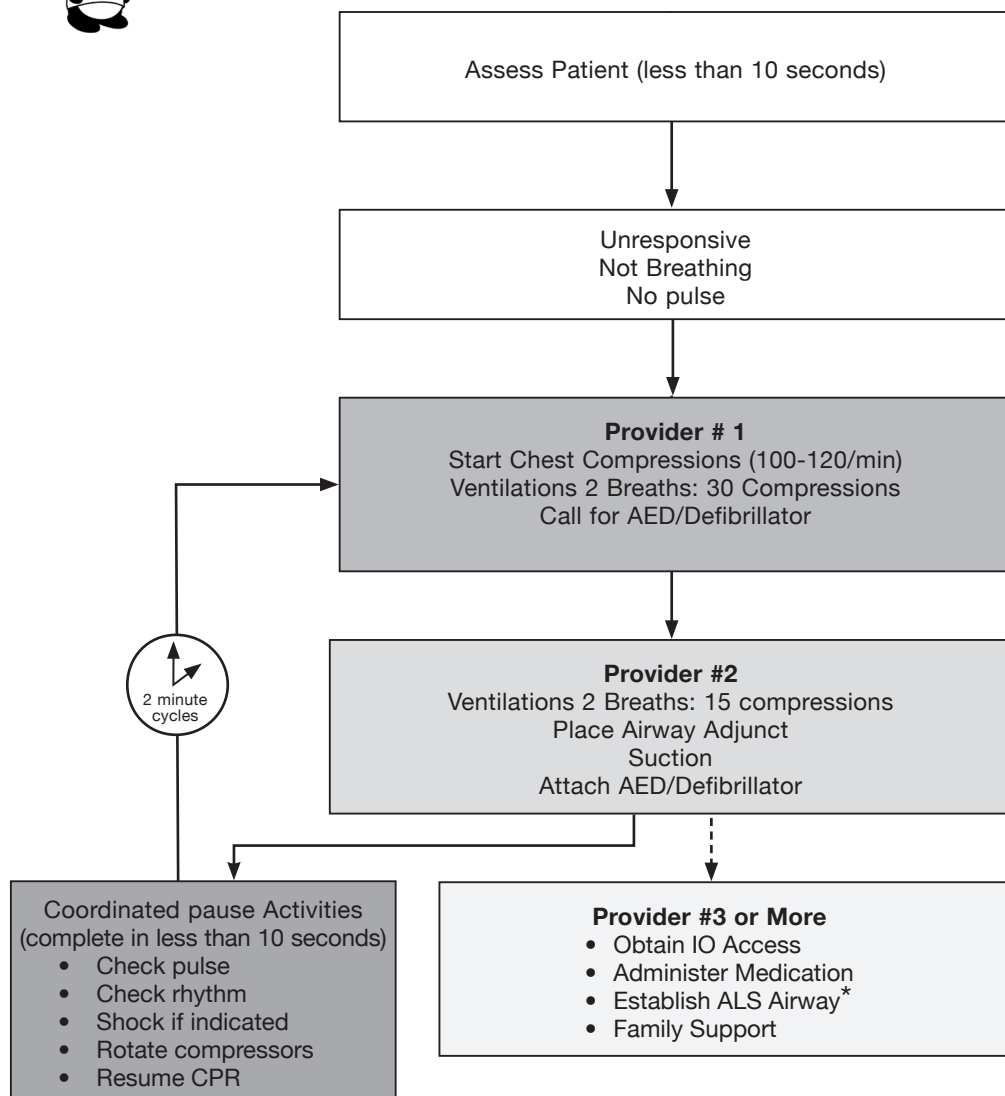 Assess Patient (less than 10 seconds)
Unresponsive
Not Breathing
No pulse
Provider # 1
Start Chest Compressions (100-120/min)
Ventilations 2 Breaths: 30 Compressions
Call for AED/Defibrillator
2 minute
cycles
Provider #2
Ventilations 2 Breaths: 15 compressions
Place Airway Adjunct
Suction
Attach AED/Defibrillator
Coordinated pause Activities
(complete in less than 10 seconds)
• Check pulse
• Check rhythm
• Shock if indicated
• Rotate compressors
• Resume CPR
Provider #3 or More
• Obtain IO Access
• Administer Medication
• Establish ALS Airway*
• Family Support